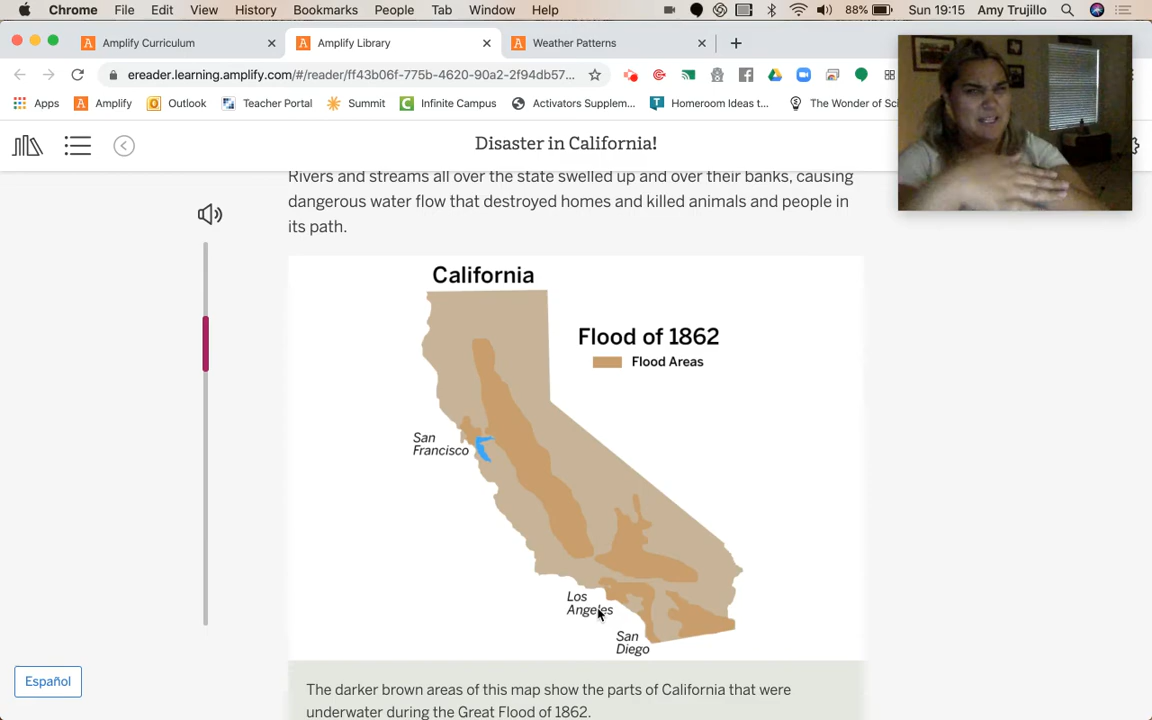 Chrome File Edit View History Bookmarks People Tab Window Help 88% Sun 19:15 Amy Trujillo
Amplify Curriculum Amplify Library Weather Patterns
ereader.learning.amplify.com/#/reader/ff43b06f-775b-4620-90a2-2f94db57...
Apps Amplify Outlook Teacher Portal Summit Infinite Campus Activators Supplem... Homeroom Ideas t... The Wonder of Sci
Disaster in California!
Rivers and streams all over the state swelled up and over their banks, causing
dangerous water flow that destroyed homes and killed animals and people in
its path.
California
Flood of 1862
Flood Areas
San
Francisco
Los
Angeles
San
Diego
Español
The darker brown areas of this map show the parts of California that were
underwater during the Great Flood of 1862.